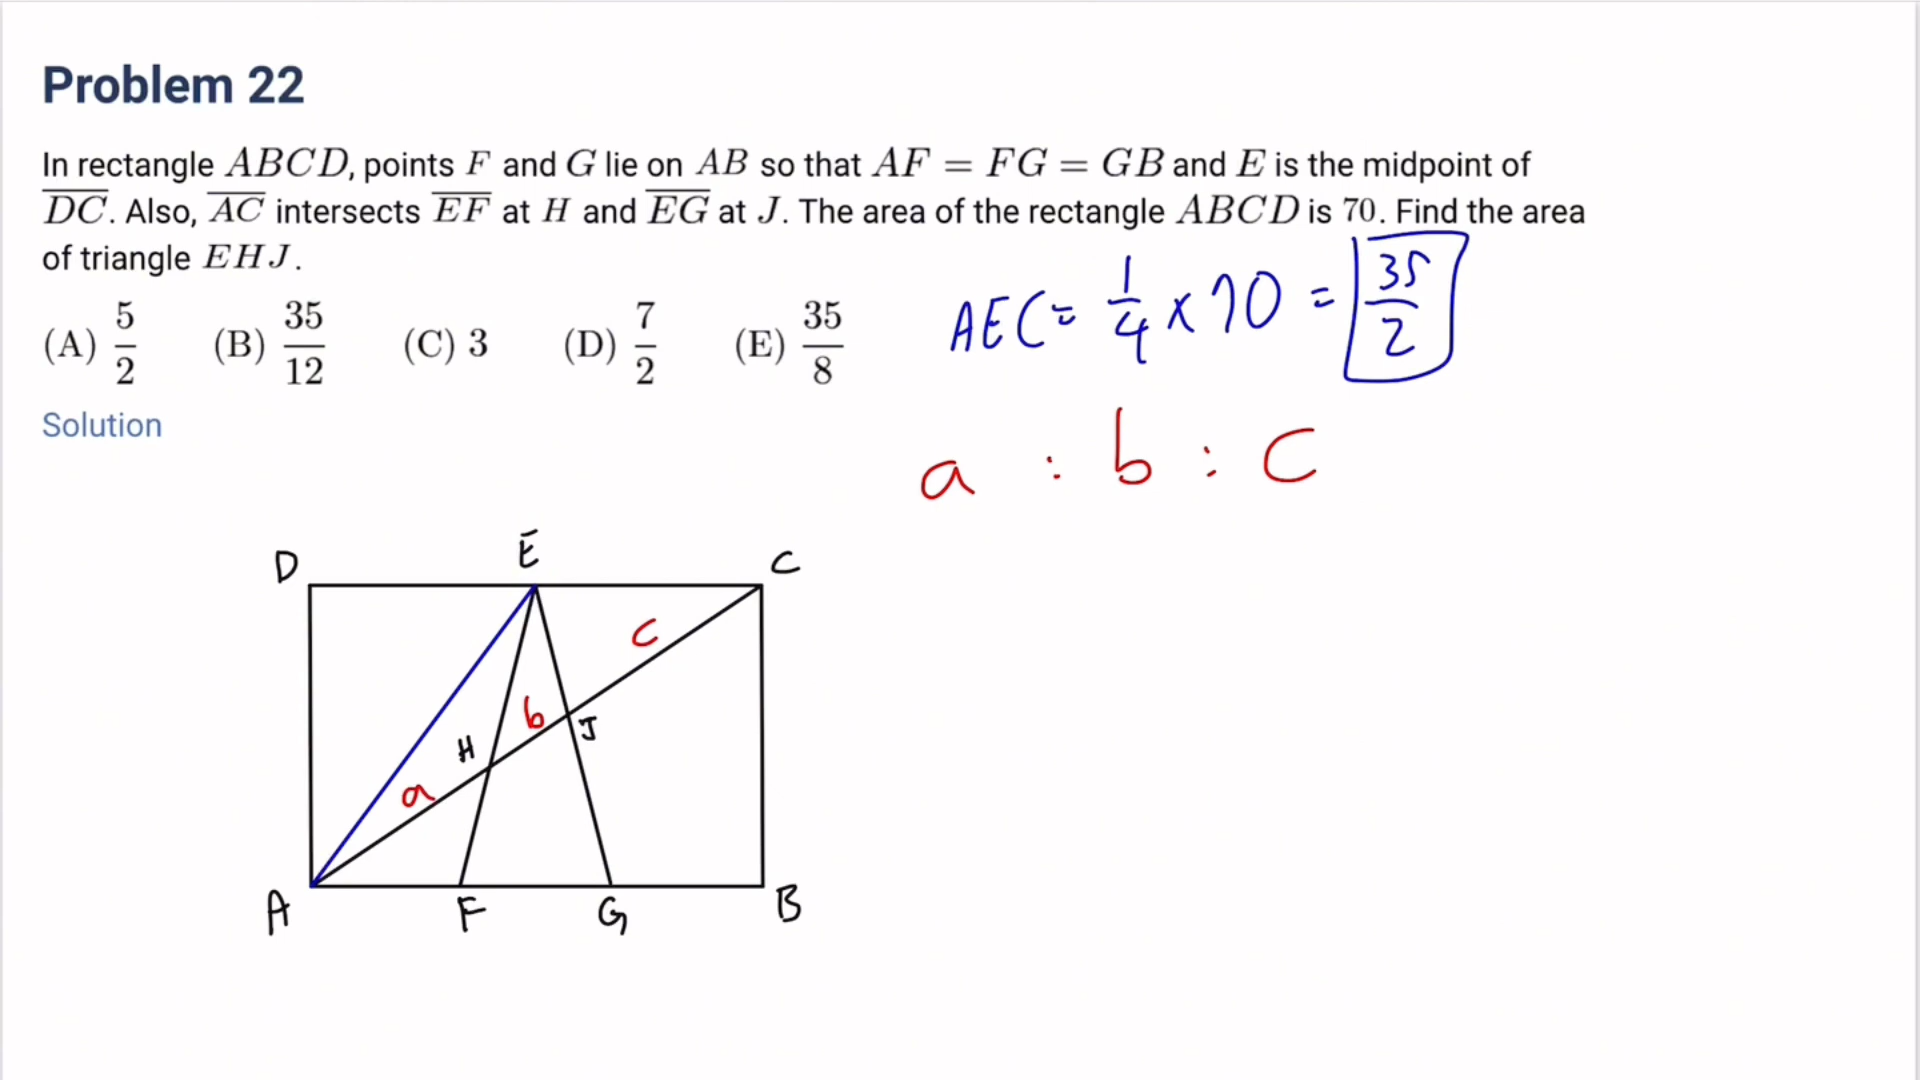 Problem 22
In rectangle ABCD, points F and G lie on AB so that AF = FG = GB and E is the midpoint of
DC. Also, AC intersects EF at H and EG at J. The area of the rectangle ABCD is 70. Find the area
of triangle EHJ.
(A) 5/2 (B) 35/12 (C) 3 (D) 7/2 (E) 35/8
AEC = 1/4 × 70 = 35/2
Solution
a : b : c
D E C
c
b
H J
a
A F G B